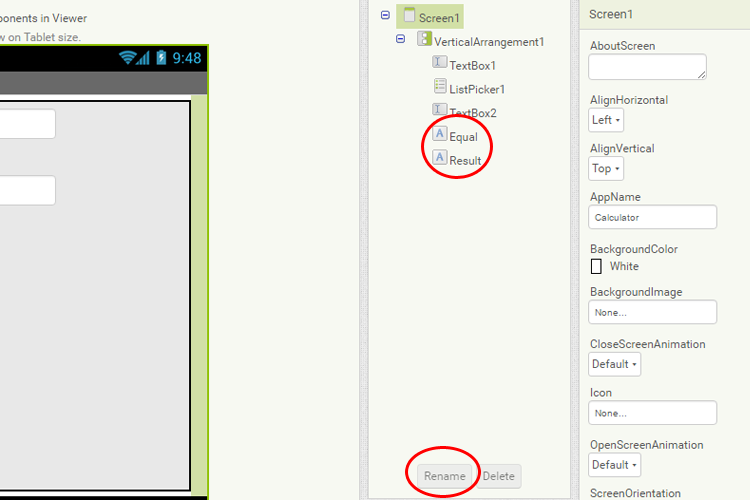 ponents in Viewer
w on Tablet size.
9:48
Screen1
VerticalArrangement1
TextBox1
ListPicker1
TextBox2
A Equal
A Result
Rename
Delete
Screen1
AboutScreen
AlignHorizontal
Left
AlignVertical
Top
AppName
Calculator
BackgroundColor
White
BackgroundImage
None...
CloseScreenAnimation
Default
Icon
None...
OpenScreenAnimation
Default
ScreenOrientation